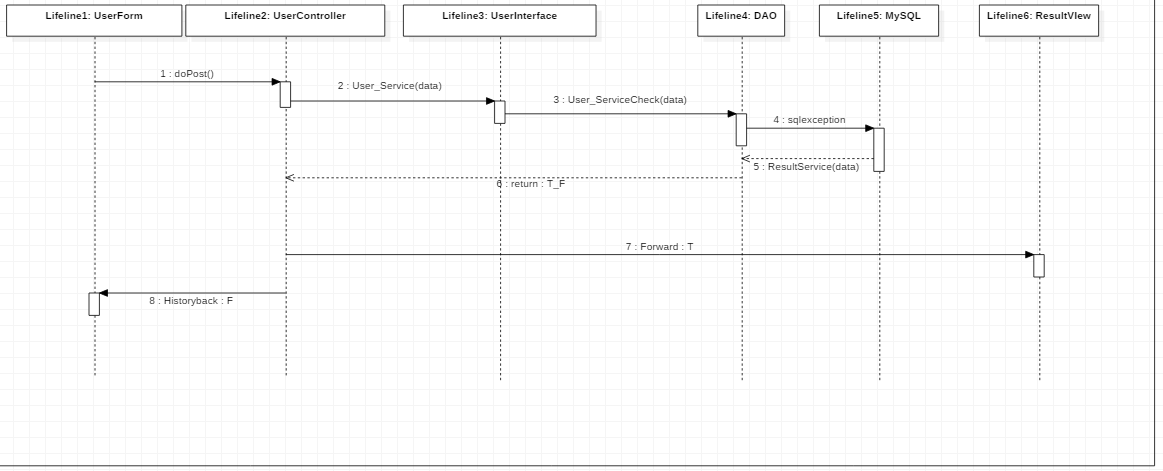 Lifeline1: UserForm
Lifeline2: UserController
Lifeline3: UserInterface
Lifeline4: DAO
Lifeline5: MySQL
Lifeline6: ResultVIew
1 : doPost()
2 : User_Service(data)
3 : User_ServiceCheck(data)
4 : sqlexception
5 : ResultService(data)
6 : return : T_F
7 : Forward : T
8 : Historyback : F